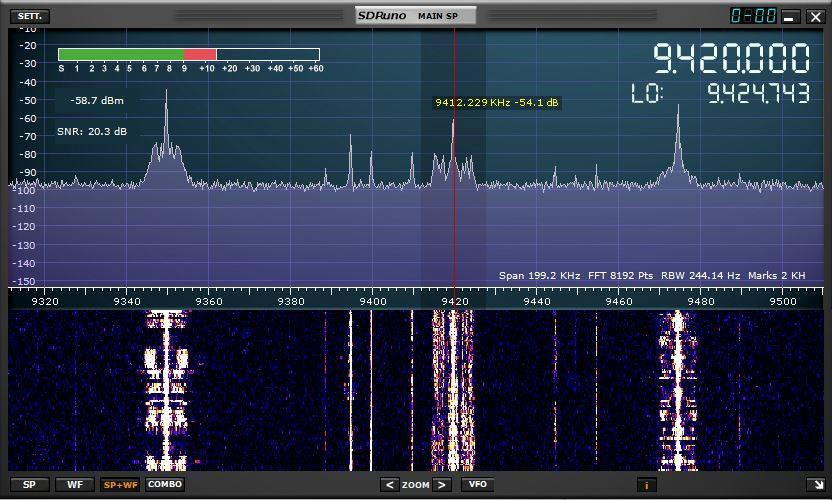 SETT.
SDRuno MAIN SP
0-00
-10
-20
-30
-40
-50
-60
-70
-80
-90
-100
-110
-120
-130
-140
-150
S 1 2 3 4 5 6 7 8 9 +10 +20 +30 +40 +50 +60
-58.7 dBm
SNR: 20.3 dB
9.420.000
LO: 9.424.743
9412.229 KHz -54.1 dB
Span 199.2 KHz FFT 8192 Pts RBW 244.14 Hz Marks 2 KH
9320 9340 9360 9380 9400 9420 9440 9460 9480 9500
SP WF SP+WF COMBO < ZOOM > VFO i